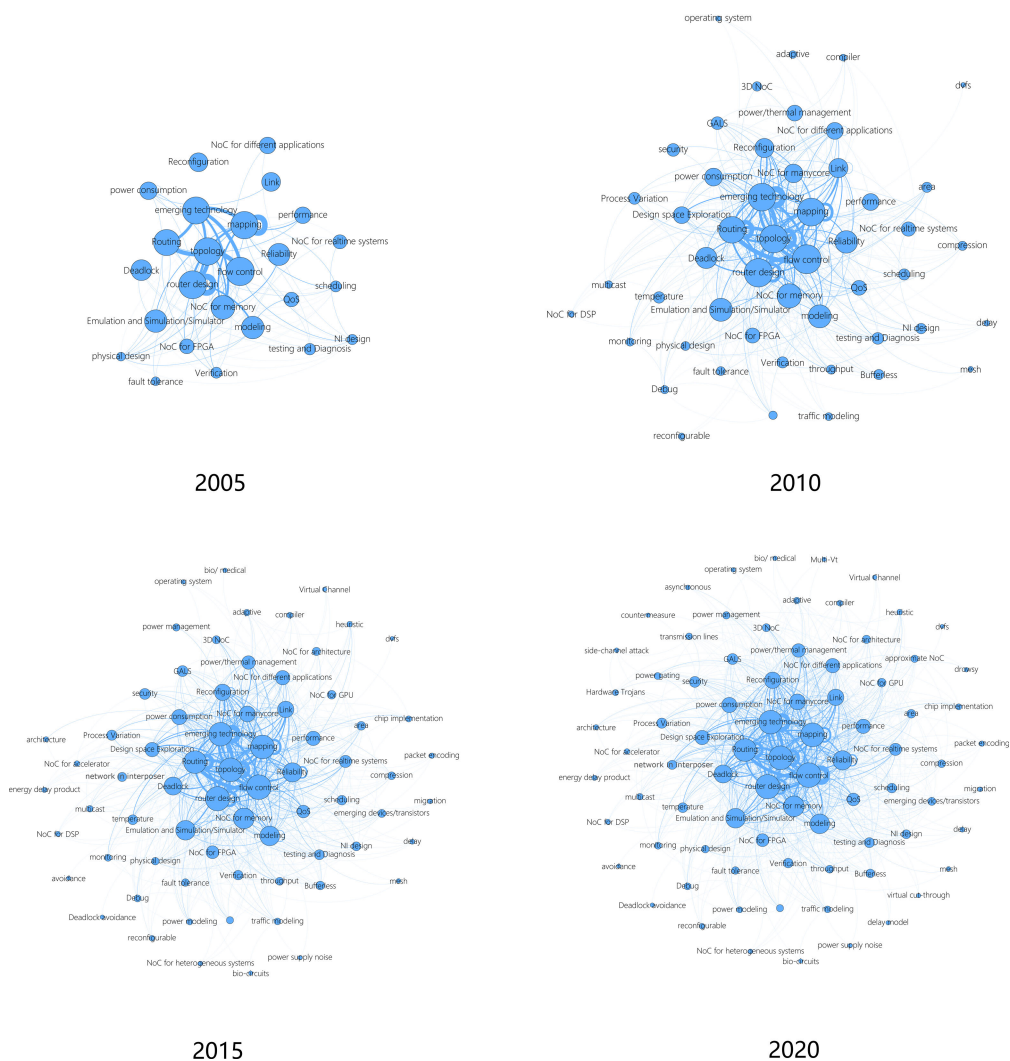 operating system
adaptive
compiler
3D NoC
dvfs
power/thermal management
GALS
NoC for different applications
security
Reconfiguration
Link
power consumption
NoC for manycore
area
Process Variation
emerging technology
mapping
performance
Design space Exploration
Routing
NoC for realtime systems
topology
Reliability
compression
Deadlock
flow control
router design
scheduling
multicast
temperature
NoC for memory
QoS
NoC for DSP
Emulation and Simulation/Simulator
modeling
delay
NI design
monitoring
physical design
NoC for FPGA
testing and Diagnosis
fault tolerance
Verification
throughput
Bufferless
mesh
Debug
traffic modeling
reconfigurable
NoC for different applications
Reconfiguration
Link
power consumption
emerging technology
mapping
performance
Routing
topology
Reliability
NoC for realtime systems
Deadlock
flow control
router design
scheduling
NoC for memory
QoS
Emulation and Simulation/Simulator
modeling
NI design
physical design
NoC for FPGA
testing and Diagnosis
fault tolerance
Verification
2005
2010
bio/ medical
operating system
Virtual Channel
adaptive
compiler
power management
heuristic
3D NoC
dvfs
NoC for architecture
power/thermal management
GALS
NoC for different applications
security
Reconfiguration
NoC for GPU
Link
power consumption
NoC for manycore
chip implementation
area
architecture
Process Variation
emerging technology
mapping
performance
Design space Exploration
packet encoding
NoC for accelerator
Routing
NoC for realtime systems
network in interposer
topology
Reliability
compression
energy delay product
Deadlock
flow control
router design
scheduling
migration
multicast
QoS
emerging devices/transistors
temperature
NoC for memory
NoC for DSP
Emulation and Simulation/Simulator
modeling
NI design
delay
monitoring
physical design
NoC for FPGA
testing and Diagnosis
avoidance
fault tolerance
Verification
throughput
Bufferless
mesh
Debug
Deadlock avoidance
power modeling
traffic modeling
reconfigurable
NoC for heterogeneous systems
power supply noise
bio-circuits
bio/ medical
Multi-Vt
operating system
Virtual Channel
asynchronous
adaptive
compiler
countermeasure
power management
heuristic
transmission lines
3D NoC
NoC for architecture
dvfs
side-channel attack
power/thermal management
GALS
NoC for different applications
approximate NoC
drowsy
power gating
security
Reconfiguration
NoC for GPU
Hardware Trojans
Link
power consumption
NoC for manycore
area
chip implementation
architecture
Process Variation
emerging technology
mapping
performance
Design space Exploration
packet encoding
NoC for accelerator
Routing
NoC for realtime systems
network in Interposer
topology
Reliability
compression
energy delay product
Deadlock
flow control
router design
scheduling
migration
multicast
QoS
emerging devices/transistors
temperature
NoC for memory
NoC for DSP
Emulation and Simulation/Simulator
modeling
NI design
delay
monitoring
physical design
NoC for FPGA
testing and Diagnosis
avoidance
fault tolerance
Verification
throughput
Bufferless
mesh
Debug
virtual cut-through
Deadlock avoidance
power modeling
traffic modeling
reconfigurable
delay model
NoC for heterogeneous systems
power supply noise
bio-circuits
2015
2020